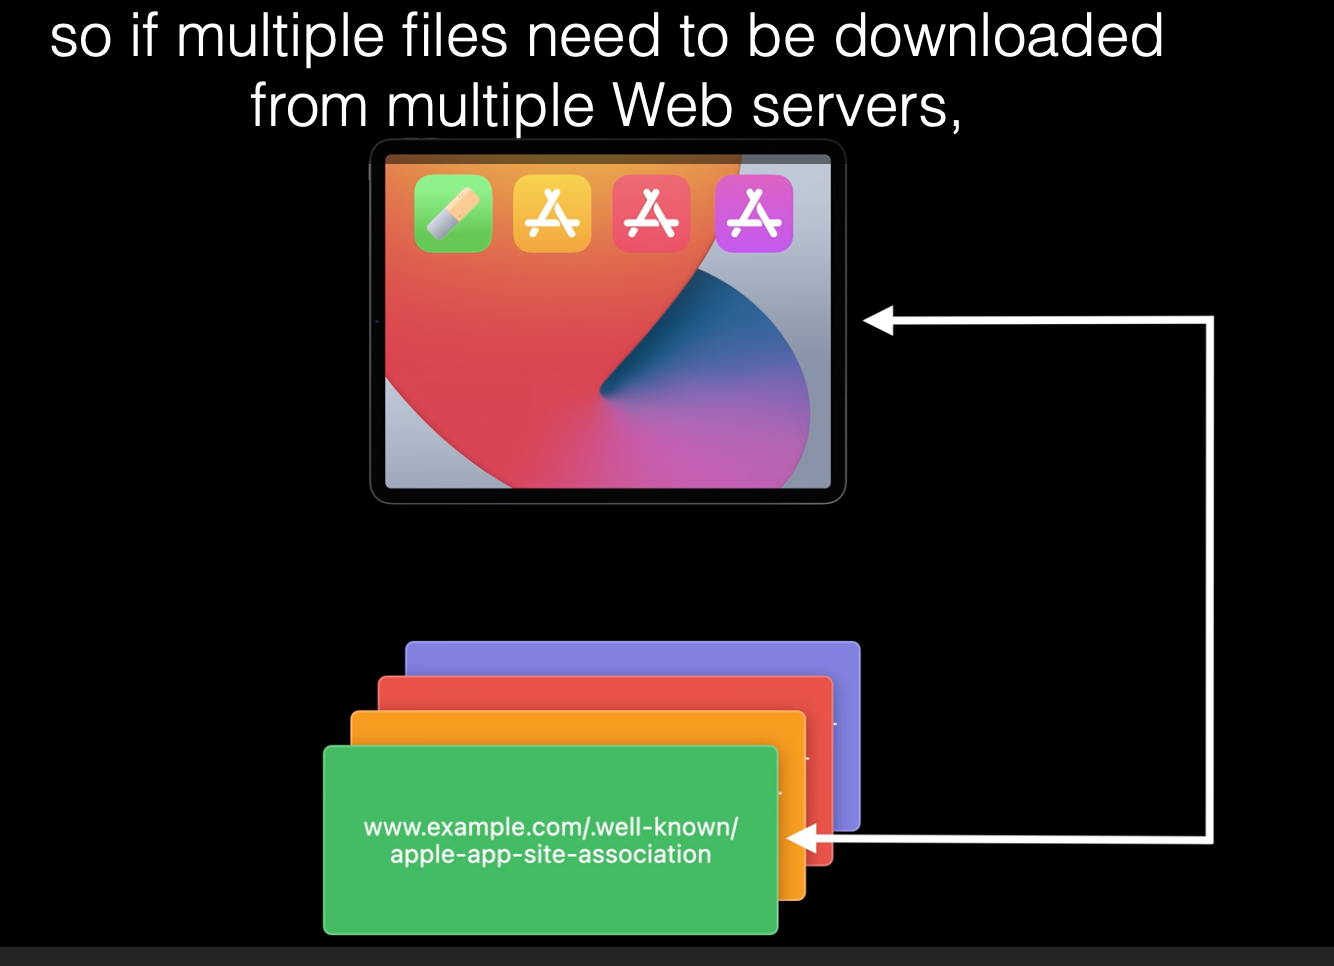 so if multiple files need to be downloaded
from multiple Web servers,
www.example.com/.well-known/
apple-app-site-association